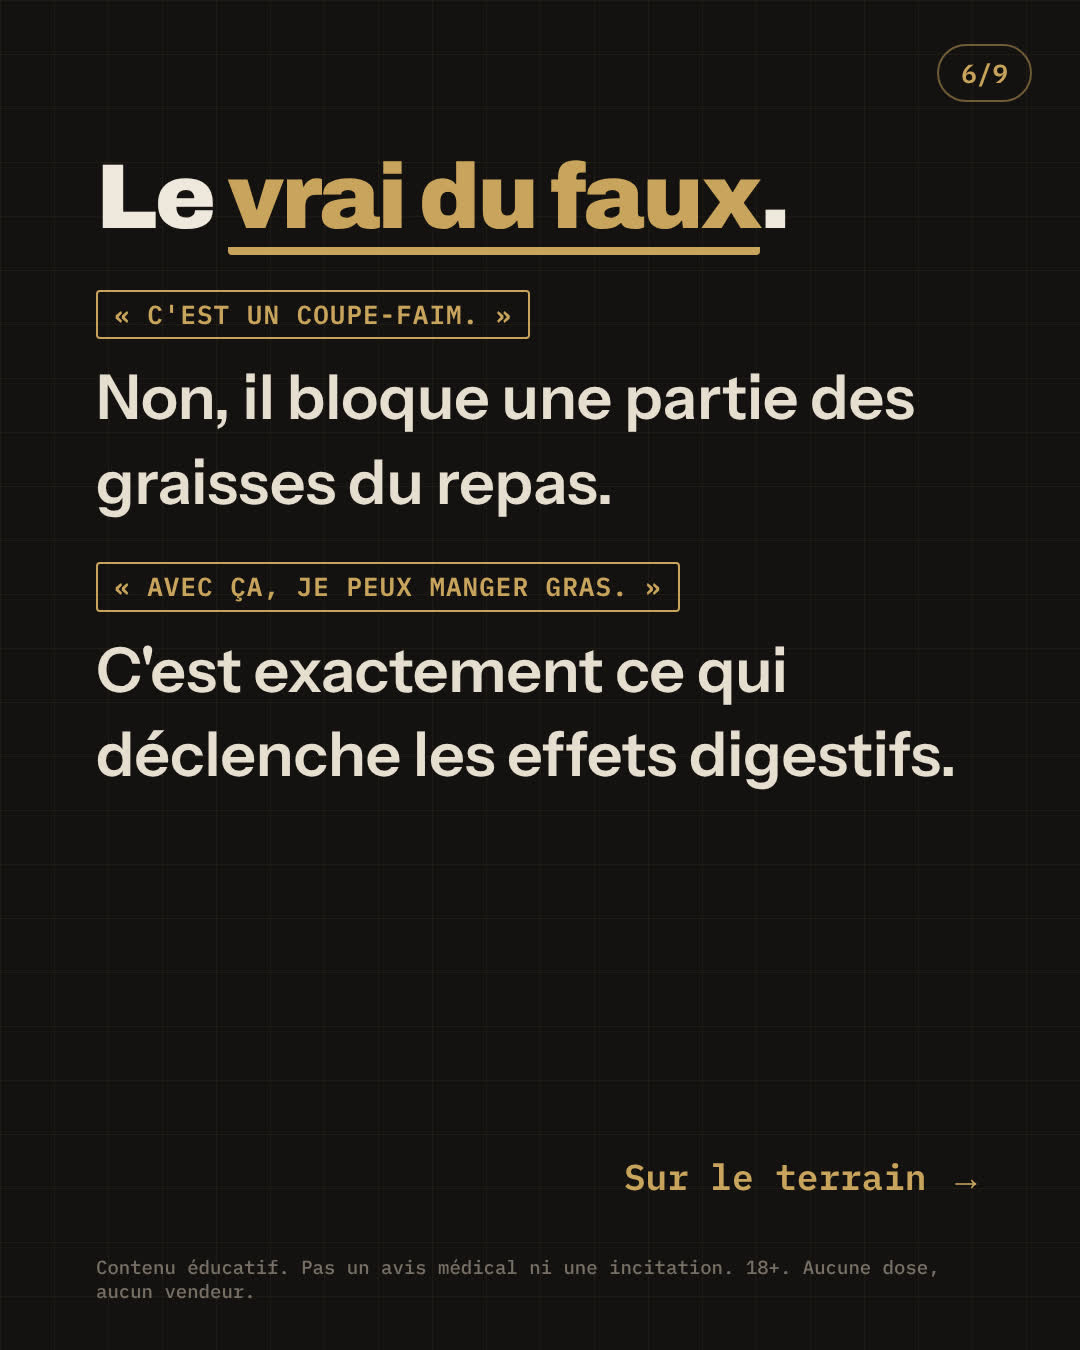 6/9
Le vrai du faux.
« C'EST UN COUPE-FAIM. »
Non, il bloque une partie des
graisses du repas.
« AVEC ÇA, JE PEUX MANGER GRAS. »
C'est exactement ce qui
déclenche les effets digestifs.
Sur le terrain →
Contenu éducatif. Pas un avis médical ni une incitation. 18+. Aucune dose,
aucun vendeur.